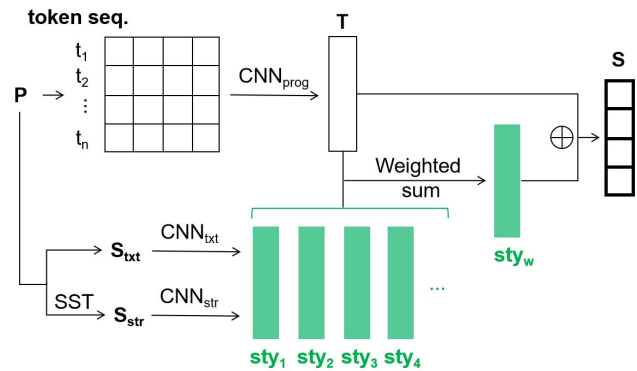 token seq.
T
S
t1
t2
⋮
tn
P
CNNprog
⊕
Weighted
sum
styw
Stxt
CNNtxt
SST
Sstr
CNNstr
...
sty1 sty2 sty3 sty4